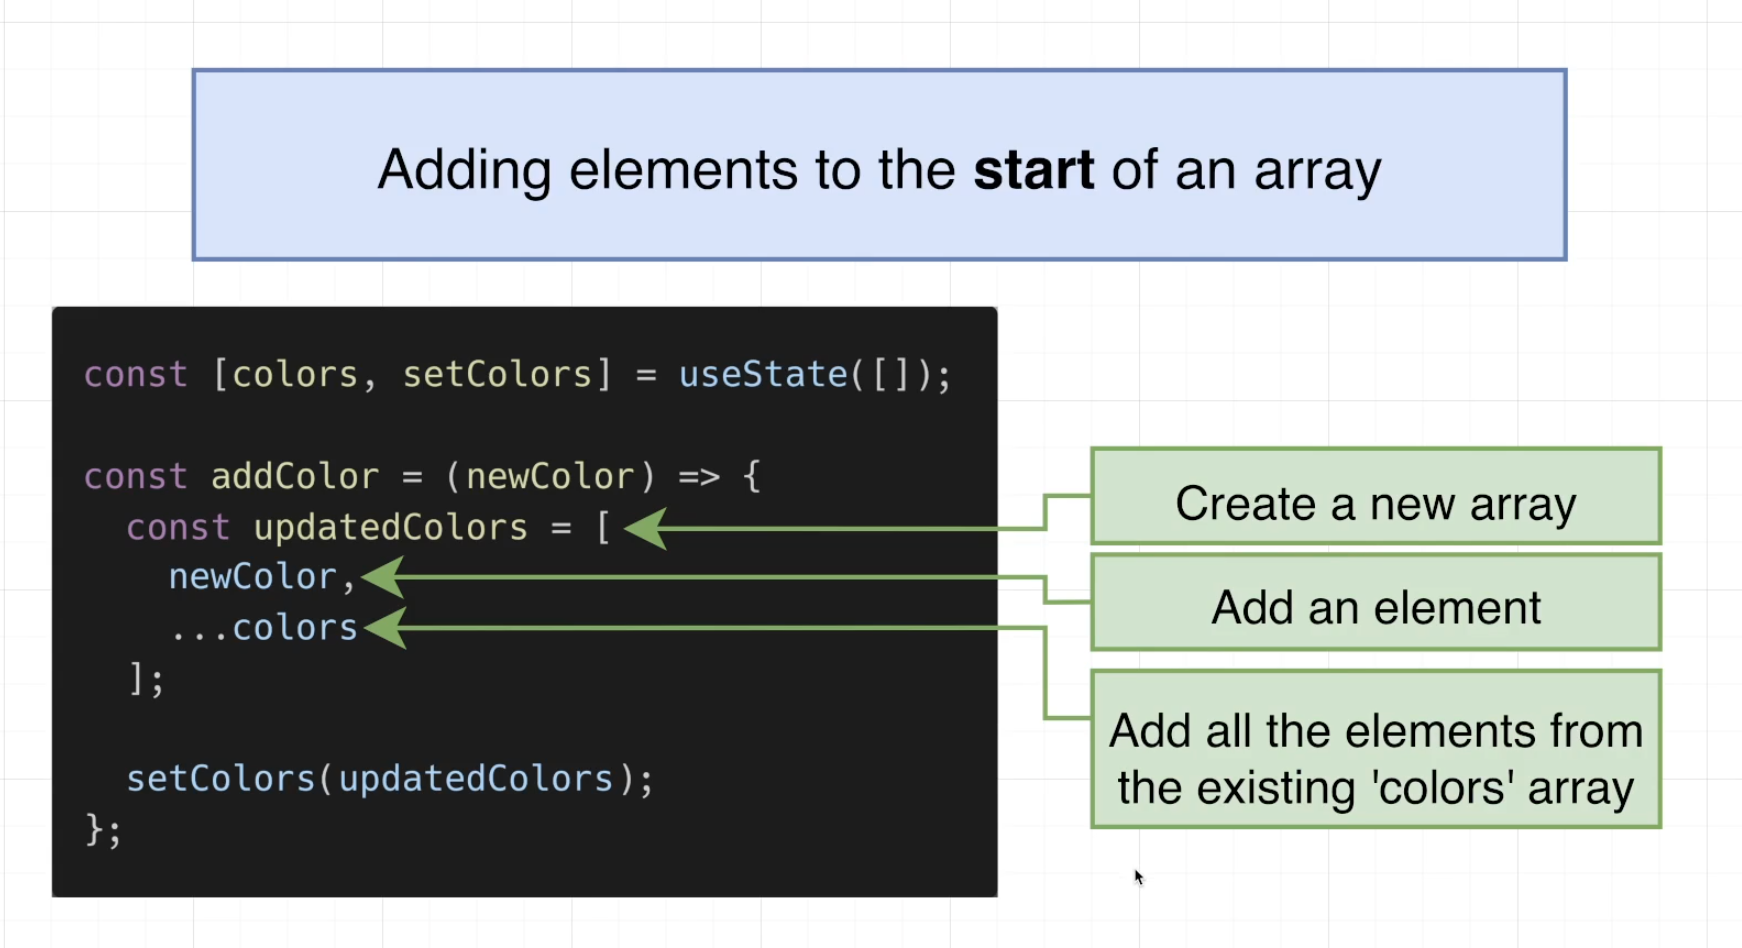 Adding elements to the start of an array
const [colors, setColors] = useState([]);
const addColor = (newColor) => {
  const updatedColors = [
    newColor,
    ...colors
  ];
  setColors(updatedColors);
};
Create a new array
Add an element
Add all the elements from
the existing 'colors' array